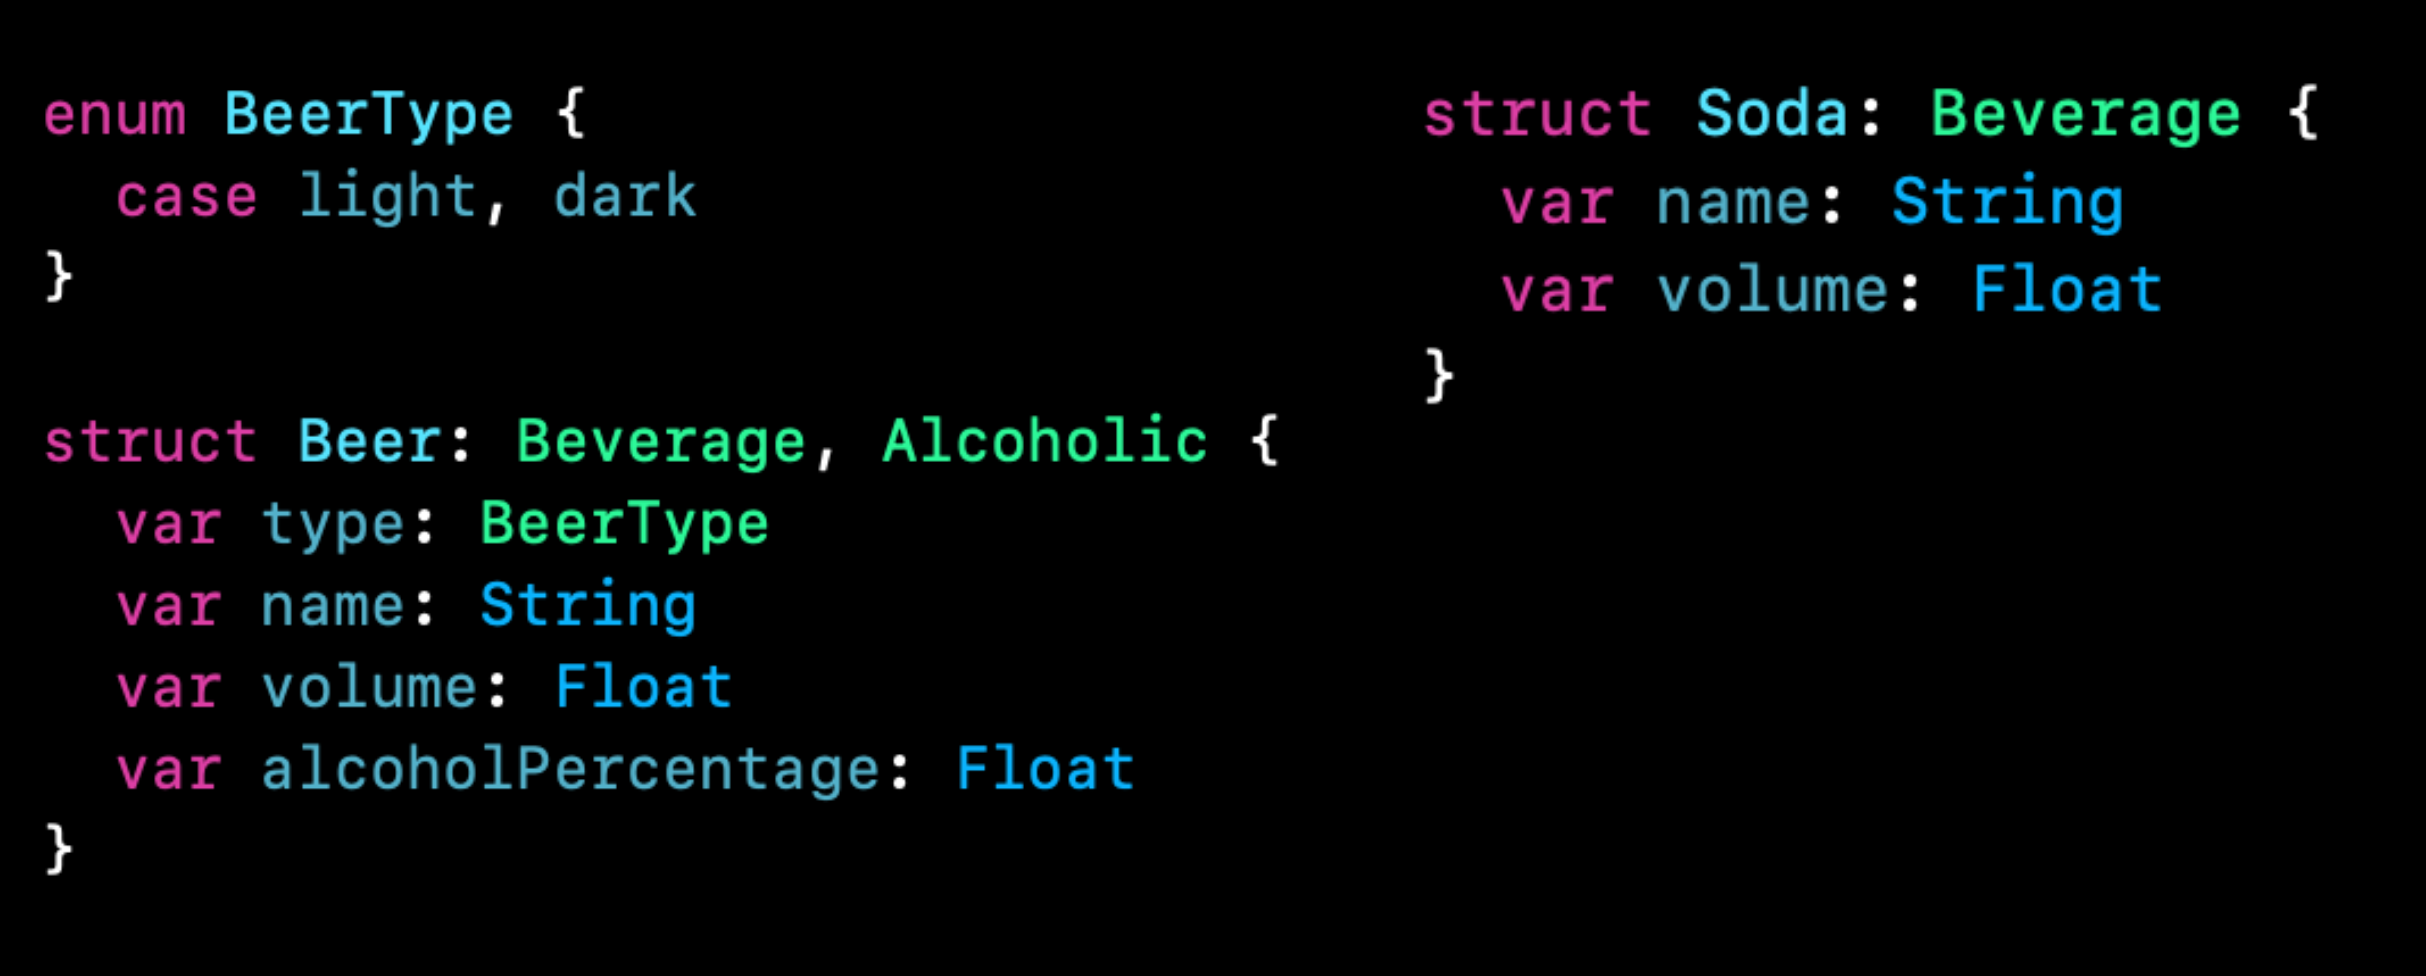 enum BeerType {
  case light, dark
}
struct Beer: Beverage, Alcoholic {
  var type: BeerType
  var name: String
  var volume: Float
  var alcoholPercentage: Float
}
struct Soda: Beverage {
  var name: String
  var volume: Float
}